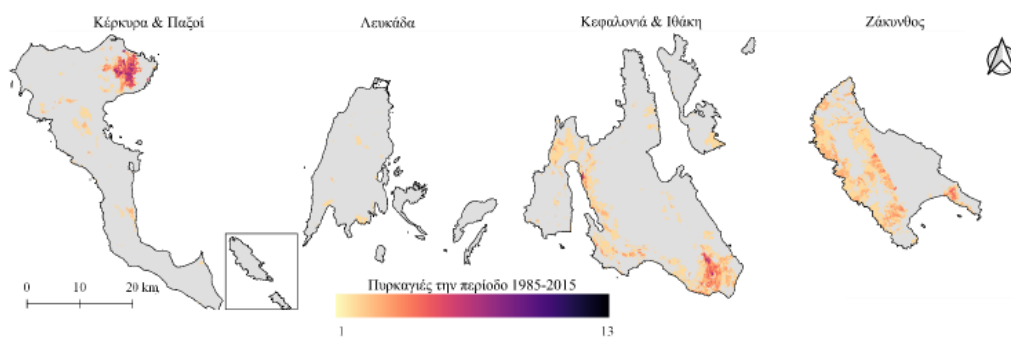 Κέρκυρα & Παξοί
Λευκάδα
Κεφαλονιά & Ιθάκη
Ζάκυνθος
Πυρκαγιές την περίοδο 1985-2015
0 10 20 km
1 13